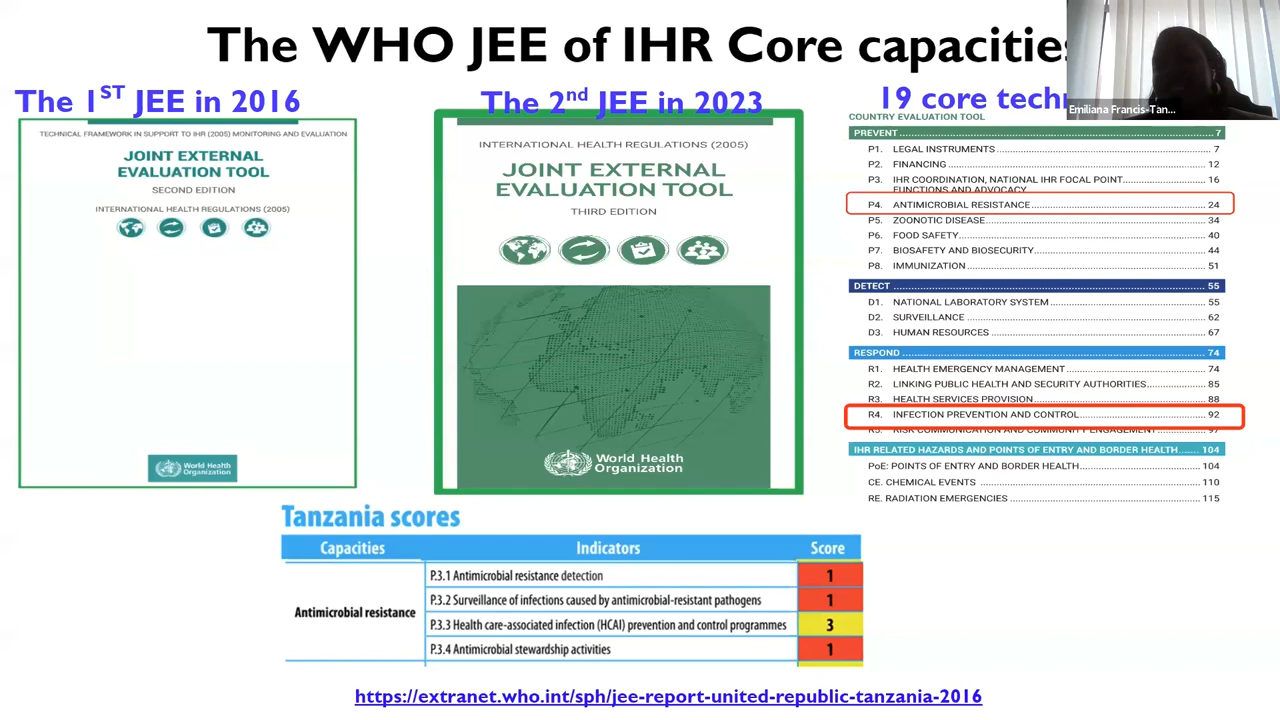 The WHO JEE of IHR Core capacities
Emiliana Francis-Tan...
The 1ST JEE in 2016
TECHNICAL FRAMEWORK IN SUPPORT TO IHR (2005) MONITORING AND EVALUATION
JOINT EXTERNAL
EVALUATION TOOL
SECOND EDITION
INTERNATIONAL HEALTH REGULATIONS (2005)
World Health
Organization
The 2nd JEE in 2023
INTERNATIONAL HEALTH REGULATIONS (2005)
JOINT EXTERNAL
EVALUATION TOOL
THIRD EDITION
World Health
Organization
19 core
COUNTRY EVALUATION TOOL
PREVENT 7
P1. LEGAL INSTRUMENTS 7
P2. FINANCING 12
P3. IHR COORDINATION, NATIONAL IHR FOCAL POINT 16
FUNCTIONS AND ADVOCACY
P4. ANTIMICROBIAL RESISTANCE 24
P5. ZOONOTIC DISEASE 34
P6. FOOD SAFETY 40
P7. BIOSAFETY AND BIOSECURITY 44
P8. IMMUNIZATION 51
DETECT 55
D1. NATIONAL LABORATORY SYSTEM 55
D2. SURVEILLANCE 62
D3. HUMAN RESOURCES 67
RESPOND 74
R1. HEALTH EMERGENCY MANAGEMENT 74
R2. LINKING PUBLIC HEALTH AND SECURITY AUTHORITIES 85
R3. HEALTH SERVICES PROVISION 88
R4. INFECTION PREVENTION AND CONTROL 92
R5. RISK COMMUNICATION AND COMMUNITY ENGAGEMENT 97
IHR RELATED HAZARDS AND POINTS OF ENTRY AND BORDER HEALTH 104
PoE: POINTS OF ENTRY AND BORDER HEALTH 104
CE. CHEMICAL EVENTS 110
RE. RADIATION EMERGENCIES 115
Tanzania scores
Capacities Indicators Score
Antimicrobial resistance
P.3.1 Antimicrobial resistance detection 1
P.3.2 Surveillance of infections caused by antimicrobial-resistant pathogens 1
P.3.3 Health care-associated infection (HCAI) prevention and control programmes 3
P.3.4 Antimicrobial stewardship activities 1
https://extranet.who.int/sph/jee-report-united-republic-tanzania-2016